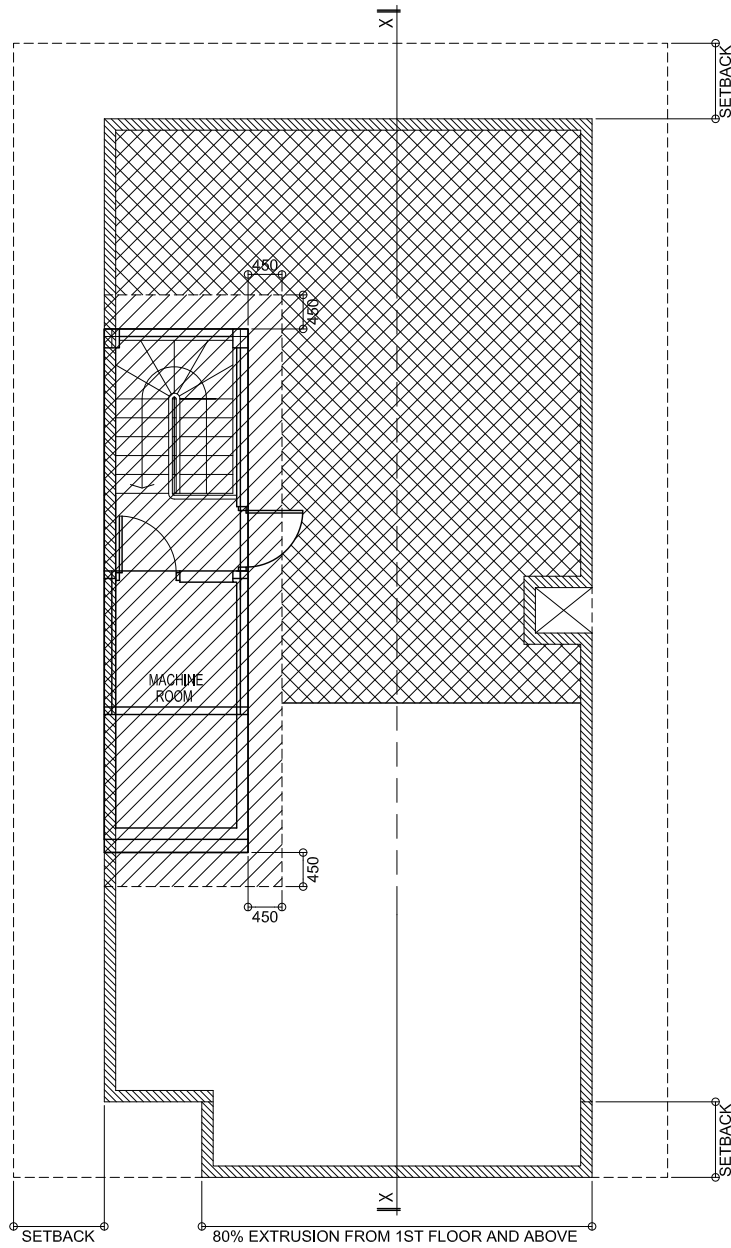 X
SETBACK
450
450
MACHINE
ROOM
450
450
SETBACK
X
SETBACK
80% EXTRUSION FROM 1ST FLOOR AND ABOVE